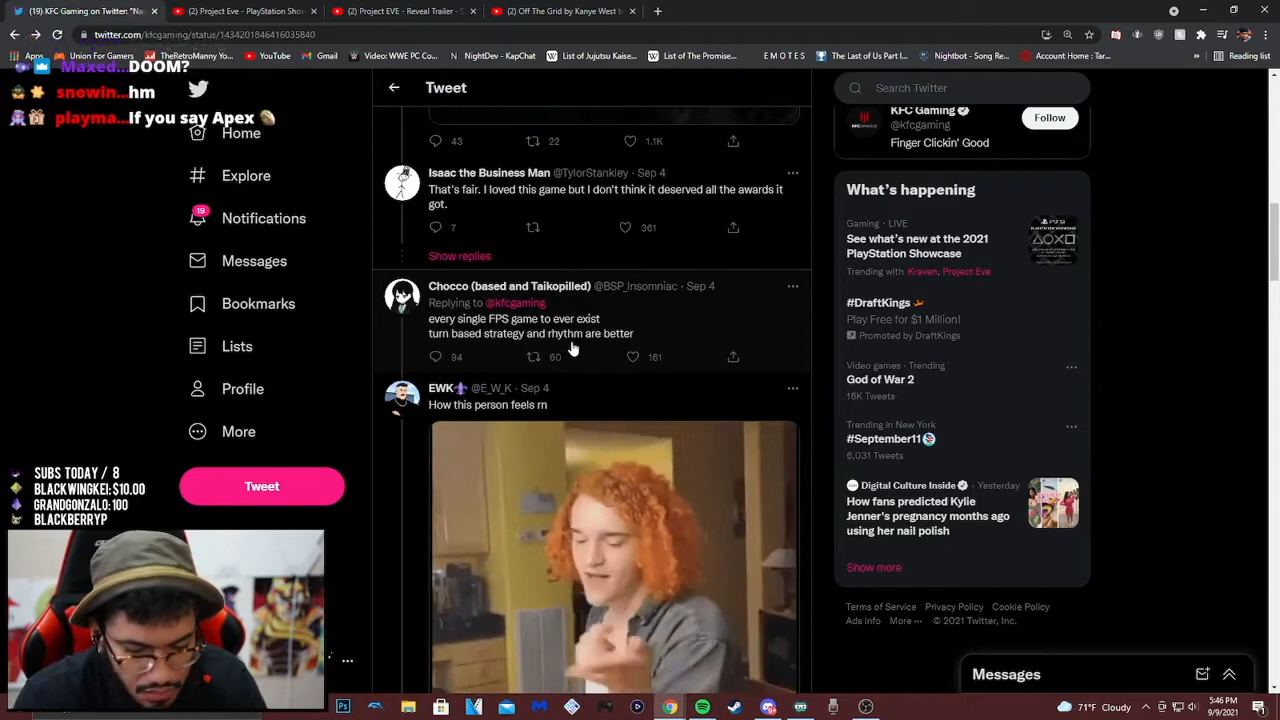 (19) KFC Gaming on Twitter: "N
(2) Project Eve - PlayStation Show
(2) Project EVE - Reveal Trailer - S
(2) Off The Grid by Kanye West b
twitter.com/kfcgaming/status/1434201846416035840
Apps
Union For Gamers
TheRetroManny Yo
YouTube
Gmail
Video: WWE PC Co...
NightDev - OneChat
List of Jujutsu Kaise...
List of My Hero Aca...
The Last of Us Part I...
Nightbot - Song Re...
Account Home : Tar...
Reading list
Maxed...DOOM?
snowin...hm
playma...If you say Apex
Home
Explore
19
Notifications
Messages
Bookmarks
Lists
Profile
More
Tweet
SUBS TODAY / 8
BLACKWINGKEI: $10.00
GRANDGONZALO: 100
BLACKBERRYP
Tweet
43
22
1.1K
Isaac the Business Man @TylorStankley · Sep 4
That's fair. I loved this game but I don't think it deserved all the awards it
got.
7
361
Show replies
Chocco (based and Taikopilled) @BSP_Insomniac · Sep 4
Replying to @kfcgaming
every single FPS game to ever exist
turn based strategy and rhythm are better
94
60
161
EWK @E_W_K · Sep 4
How this person feels rn
Search Twitter
KFC Gaming
@kfcgaming
Finger Clickin' Good
Follow
What's happening
Gaming · LIVE
See what's new at the 2021
PlayStation Showcase
Trending with Kraven, Project Eve
#DraftKings
Play Free for $1 Million!
Promoted by DraftKings
Video games · Trending
God of War 2
16K Tweets
Trending in New York
#September11
6,031 Tweets
Digital Culture Inside · Yesterday
How fans predicted Kylie
Jenner's pregnancy months ago
using her nail polish
Show more
Terms of Service Privacy Policy Cookie Policy
Ads info More ··· © 2021 Twitter, Inc.
Messages
71°F Cloudy
5:46 PM
9/9/2021